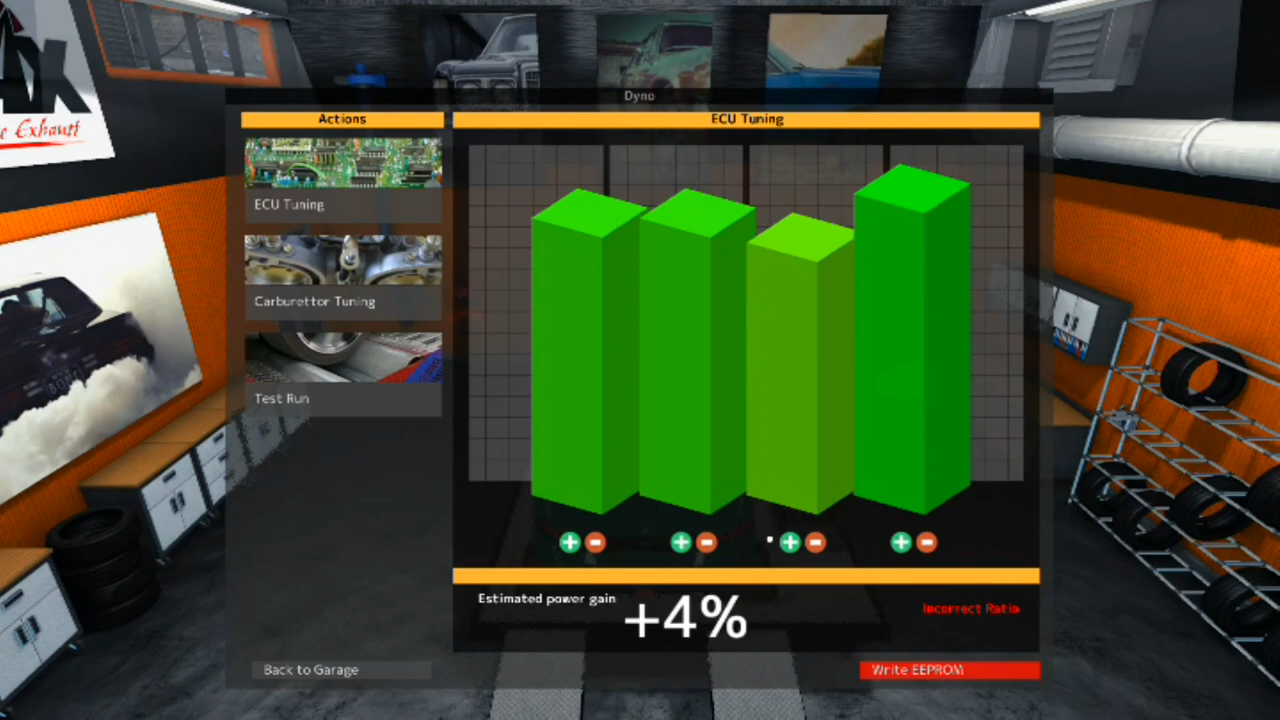 e Exhaust
Dyno
Actions
ECU Tuning
ECU Tuning
Carburettor Tuning
Test Run
Estimated power gain
+4%
Incorrect Ratio
Back to Garage
Write EEPROM